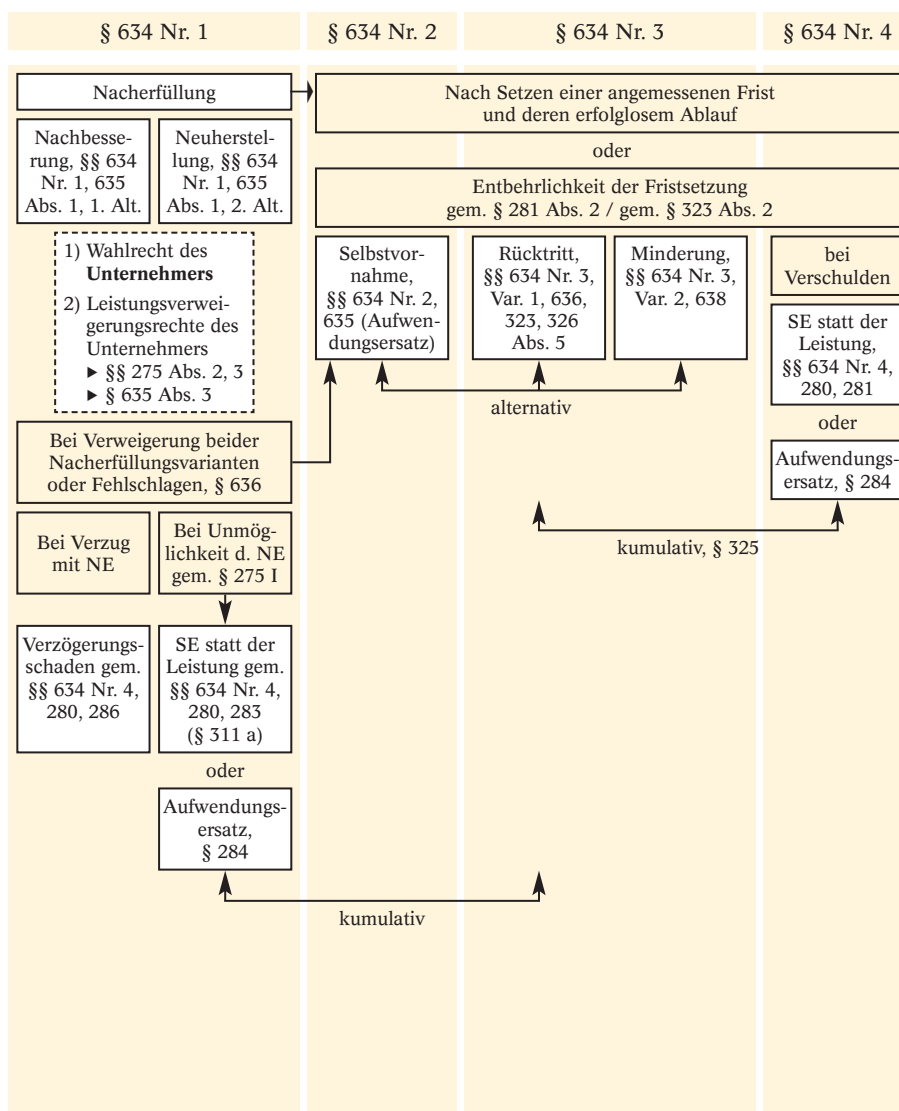 § 634 Nr. 1
§ 634 Nr. 2
§ 634 Nr. 3
§ 634 Nr. 4
Nacherfüllung
Nach Setzen einer angemessenen Frist
und deren erfolglosem Ablauf
oder
Entbehrlichkeit der Fristsetzung
gem. § 281 Abs. 2 / gem. § 323 Abs. 2
Nachbesse-
rung, §§ 634
Nr. 1, 635
Abs. 1, 1. Alt.
Neuherstel-
lung, §§ 634
Nr. 1, 635
Abs. 1, 2. Alt.
1) Wahlrecht des
Unternehmers
2) Leistungsverwei-
gerungsrechte des
Unternehmers
▶ §§ 275 Abs. 2, 3
▶ § 635 Abs. 3
Selbstvor-
nahme,
§§ 634 Nr. 2,
635 (Aufwen-
dungsersatz)
Rücktritt,
§§ 634 Nr. 3,
Var. 1, 636,
323, 326
Abs. 5
Minderung,
§§ 634 Nr. 3,
Var. 2, 638
bei
Verschulden
SE statt der
Leistung,
§§ 634 Nr. 4,
280, 281
oder
Aufwendungs-
ersatz, § 284
alternativ
Bei Verweigerung beider
Nacherfüllungsvarianten
oder Fehlschlagen, § 636
kumulativ, § 325
Bei Verzug
mit NE
Bei Unmög-
lichkeit d. NE
gem. § 275 I
Verzögerungs-
schaden gem.
§§ 634 Nr. 4,
280, 286
SE statt der
Leistung gem.
§§ 634 Nr. 4,
280, 283
(§ 311 a)
oder
Aufwendungs-
ersatz,
§ 284
kumulativ